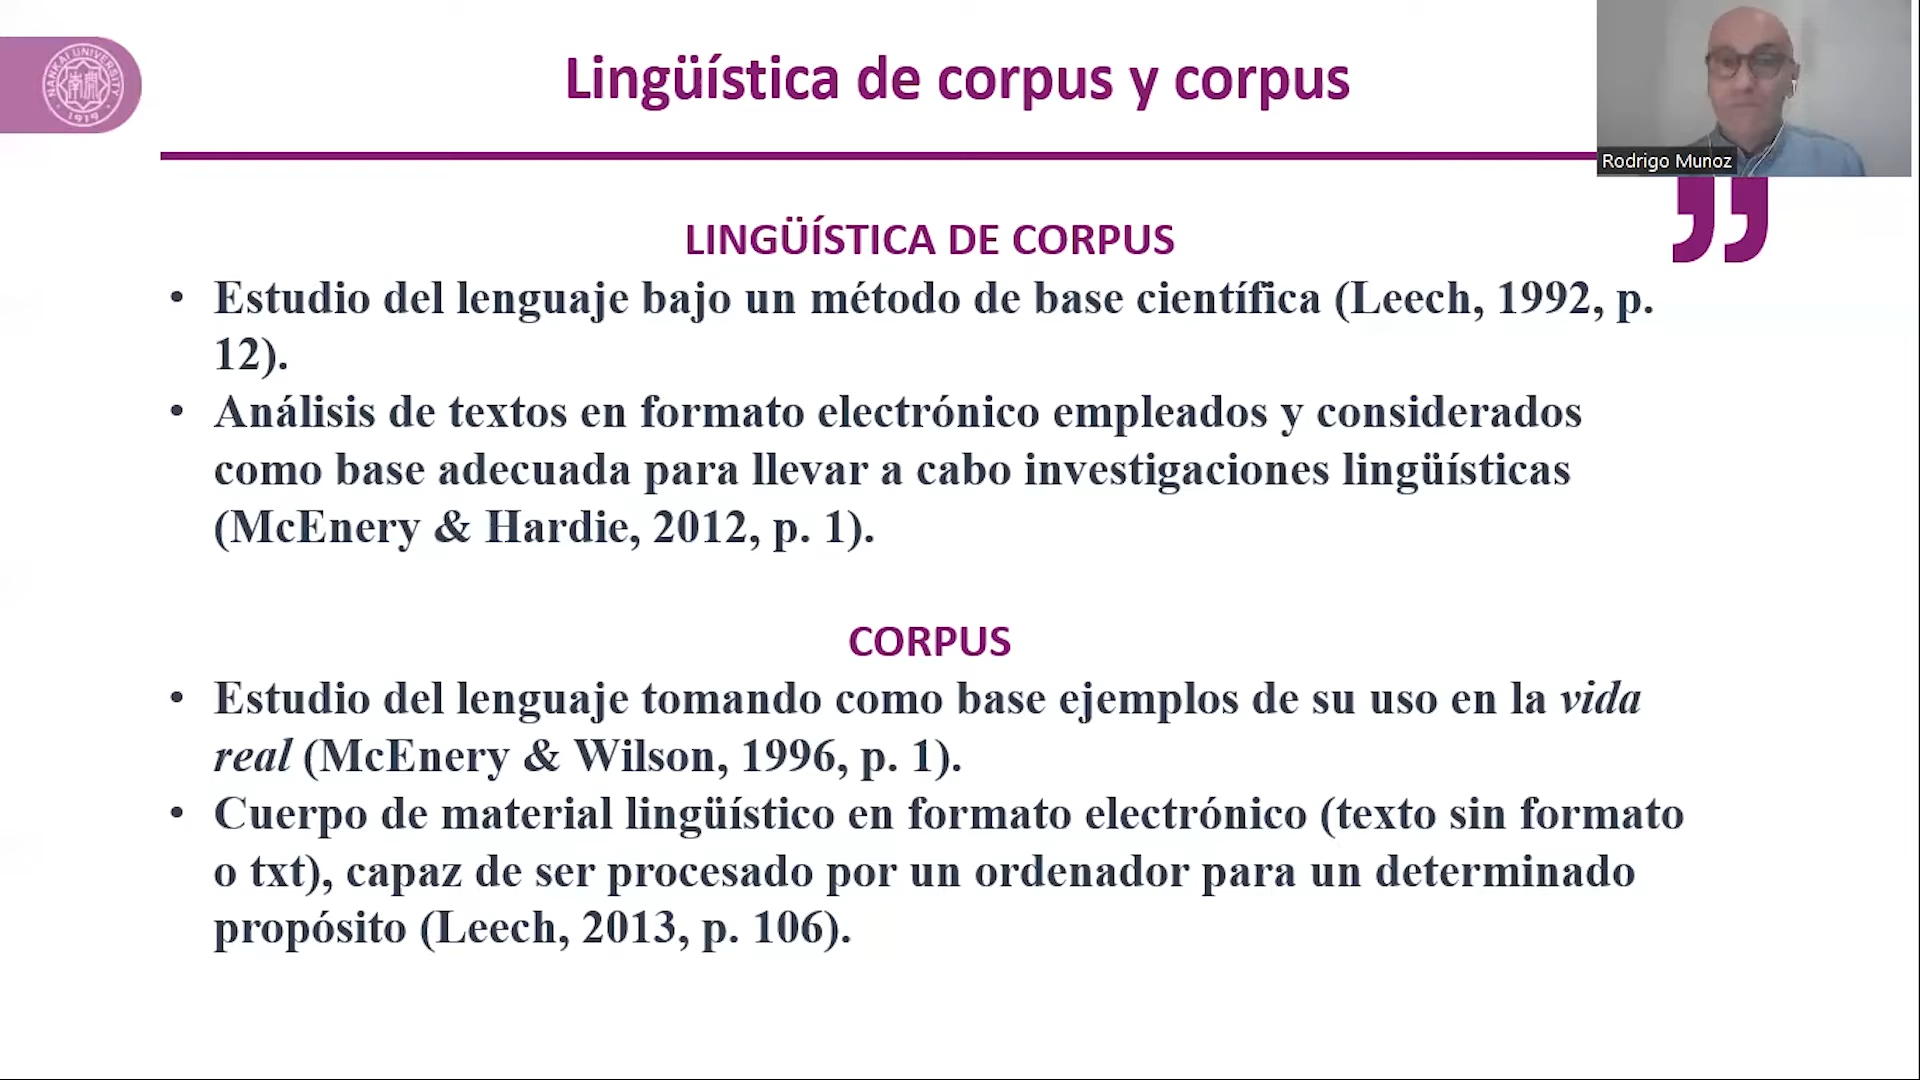 NANKAI UNIVERSITY
1919
Lingüística de corpus y corpus
Rodrigo Munoz
LINGÜÍSTICA DE CORPUS
• Estudio del lenguaje bajo un método de base científica (Leech, 1992, p.
12).
• Análisis de textos en formato electrónico empleados y considerados
como base adecuada para llevar a cabo investigaciones lingüísticas
(McEnery & Hardie, 2012, p. 1).
CORPUS
• Estudio del lenguaje tomando como base ejemplos de su uso en la vida
real (McEnery & Wilson, 1996, p. 1).
• Cuerpo de material lingüístico en formato electrónico (texto sin formato
o txt), capaz de ser procesado por un ordenador para un determinado
propósito (Leech, 2013, p. 106).